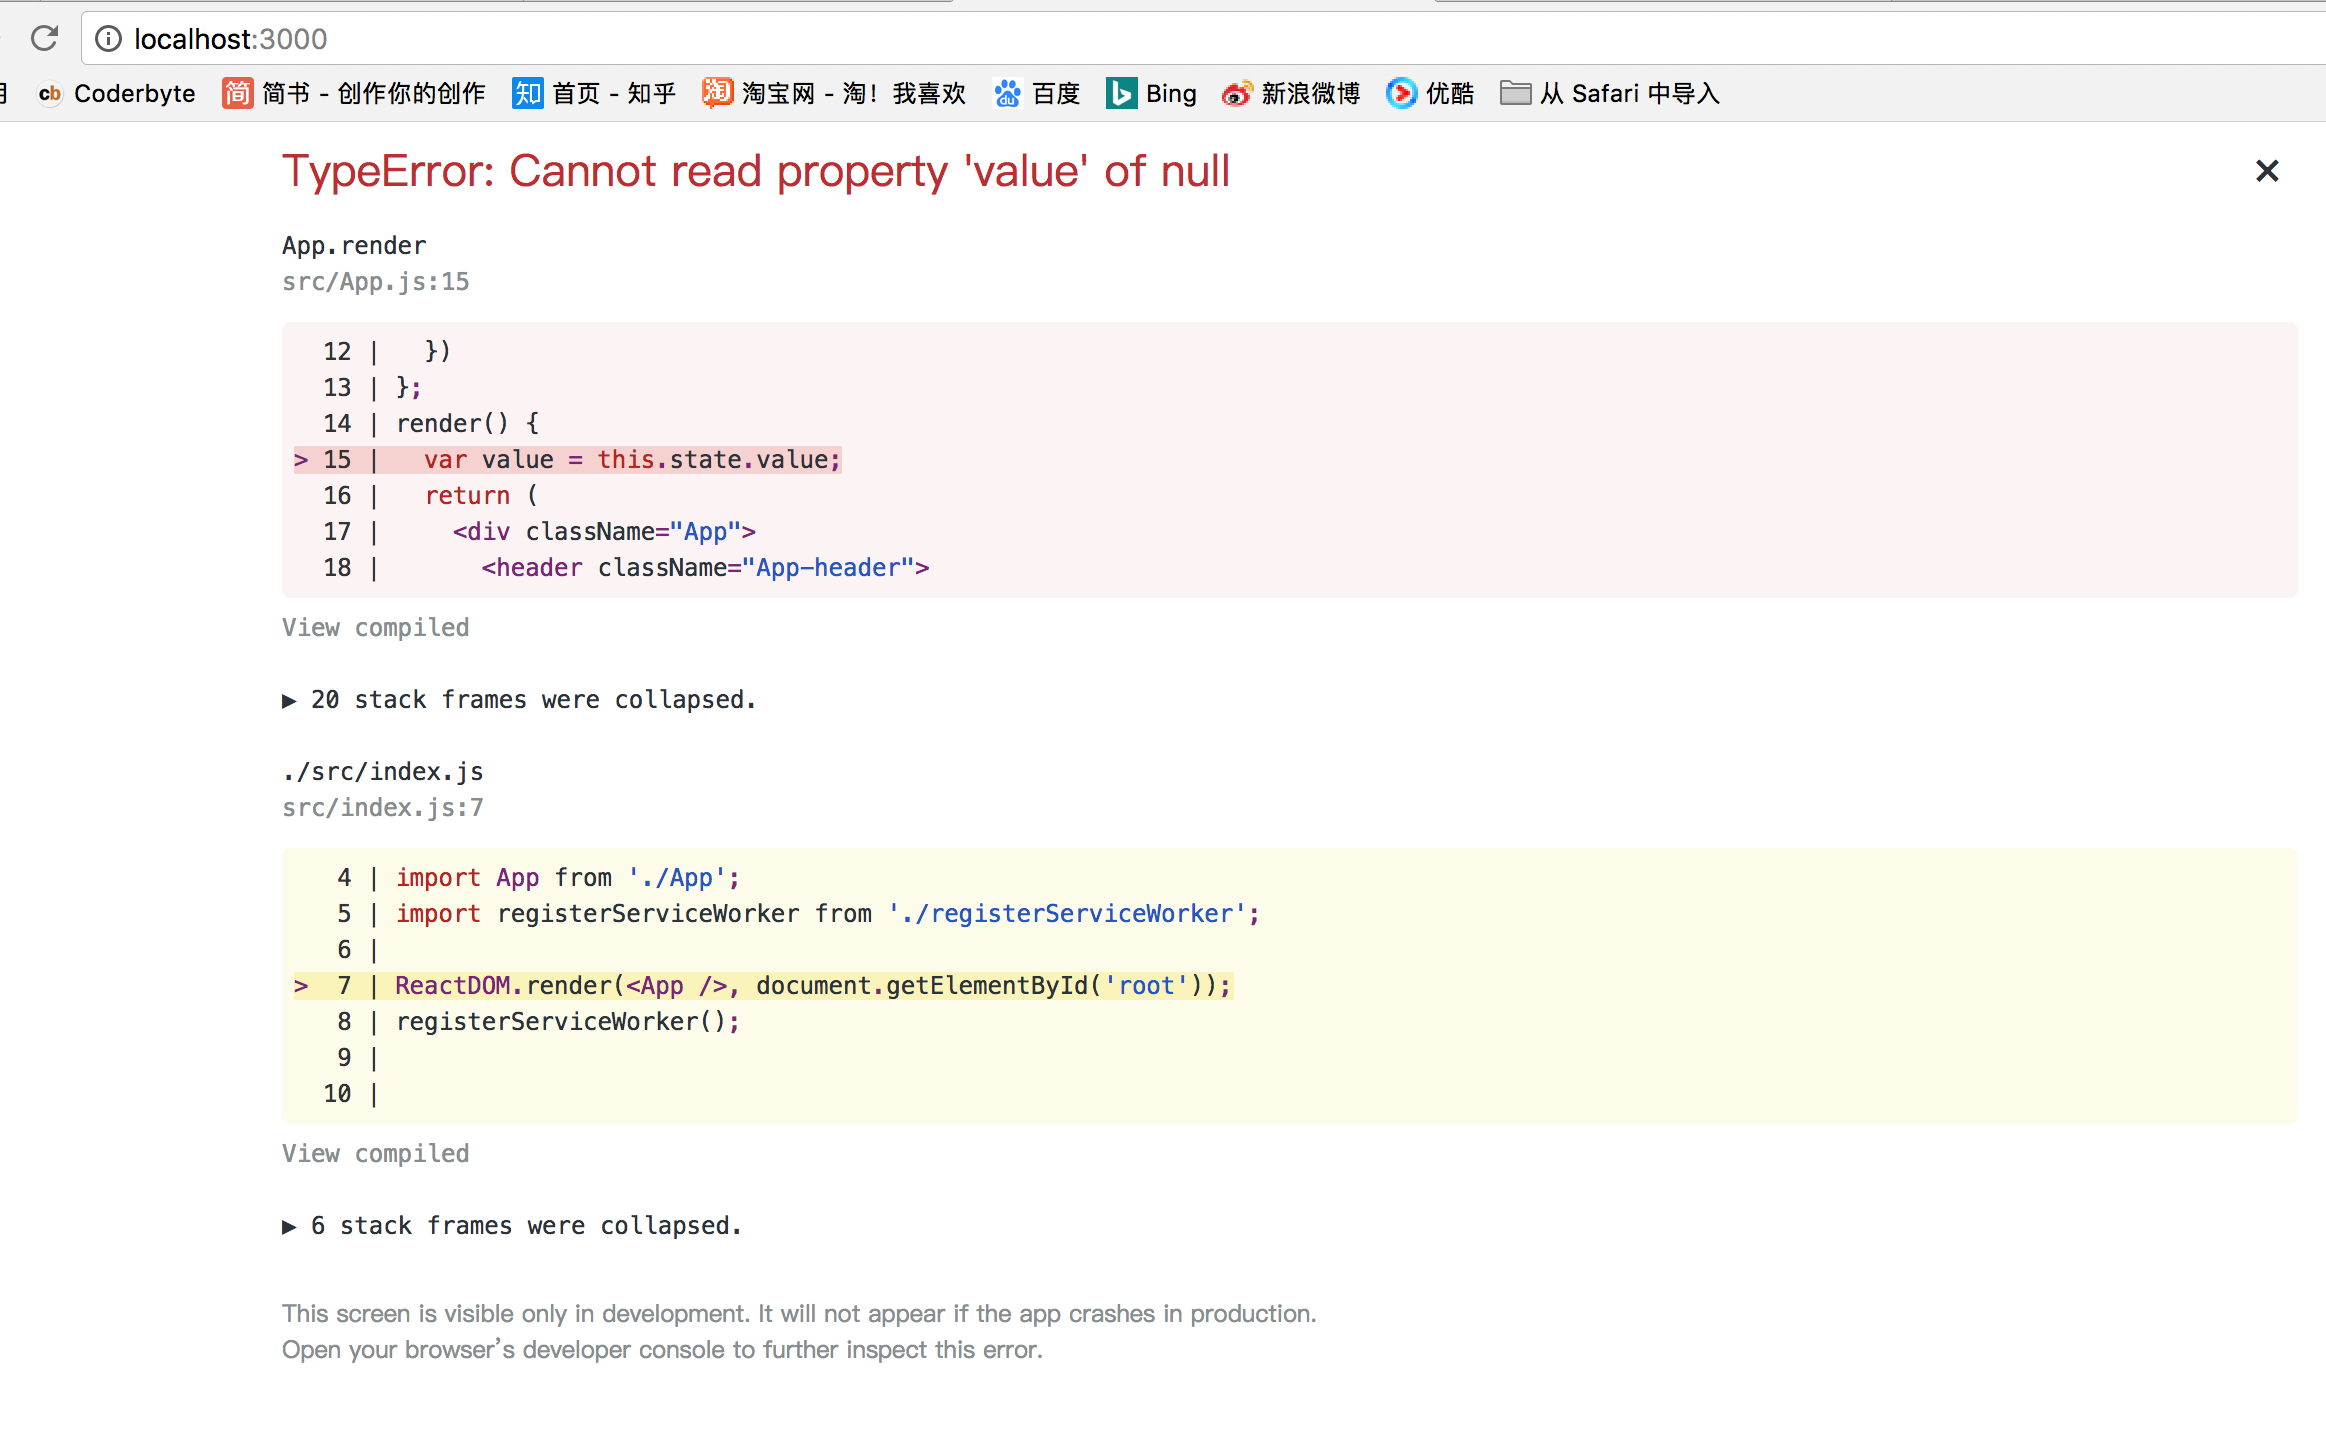 localhost:3000
cb Coderbyte 简 简书 - 创作你的创作 知 首页 - 知乎 淘 淘宝网 - 淘！我喜欢 du 百度 b Bing 新浪微博 优酷 从 Safari 中导入
TypeError: Cannot read property 'value' of null
App.render
src/App.js:15
12 |   })
13 | };
14 | render() {
> 15 |   var value = this.state.value;
16 |   return (
17 |     <div className="App">
18 |       <header className="App-header">
View compiled
▶ 20 stack frames were collapsed.
./src/index.js
src/index.js:7
4 | import App from './App';
5 | import registerServiceWorker from './registerServiceWorker';
6 |
> 7 | ReactDOM.render(<App />, document.getElementById('root'));
8 | registerServiceWorker();
9 |
10 |
View compiled
▶ 6 stack frames were collapsed.
This screen is visible only in development. It will not appear if the app crashes in production.
Open your browser’s developer console to further inspect this error.